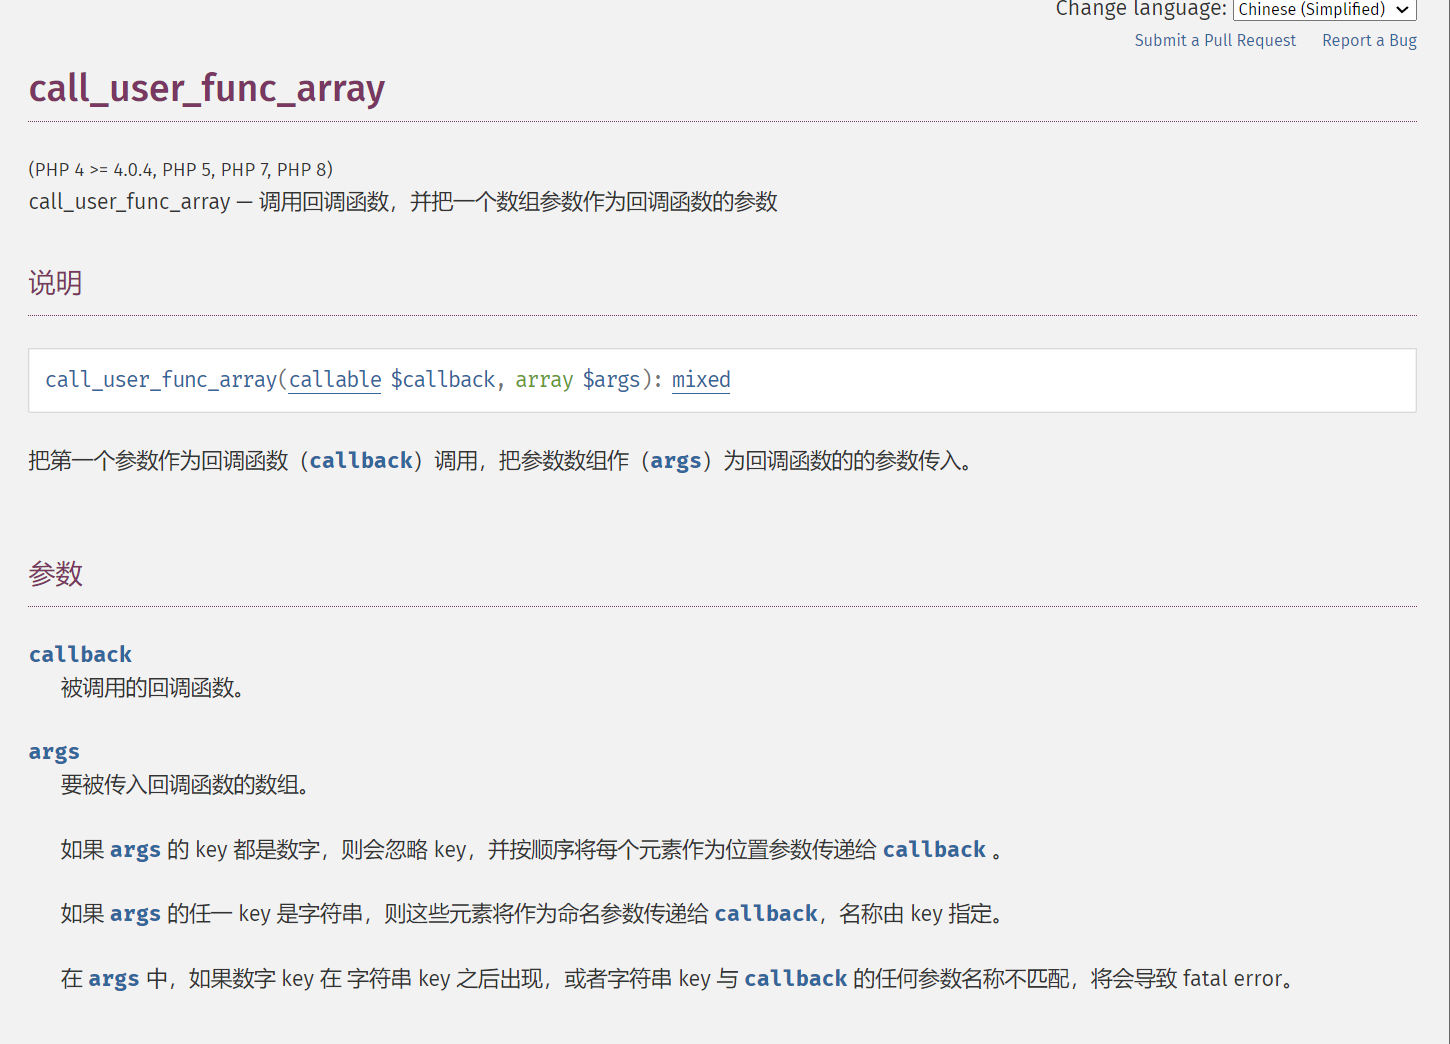 Change language: Chinese (Simplified)
Submit a Pull Request Report a Bug
call_user_func_array
(PHP 4 >= 4.0.4, PHP 5, PHP 7, PHP 8)
call_user_func_array — 调用回调函数，并把一个数组参数作为回调函数的参数
说明
call_user_func_array(callable $callback, array $args): mixed
把第一个参数作为回调函数（callback）调用，把参数数组作（args）为回调函数的的参数传入。
参数
callback
被调用的回调函数。
args
要被传入回调函数的数组。
如果 args 的 key 都是数字，则会忽略 key，并按顺序将每个元素作为位置参数传递给 callback 。
如果 args 的任一 key 是字符串，则这些元素将作为命名参数传递给 callback，名称由 key 指定。
在 args 中，如果数字 key 在 字符串 key 之后出现，或者字符串 key 与 callback 的任何参数名称不匹配，将会导致 fatal error。